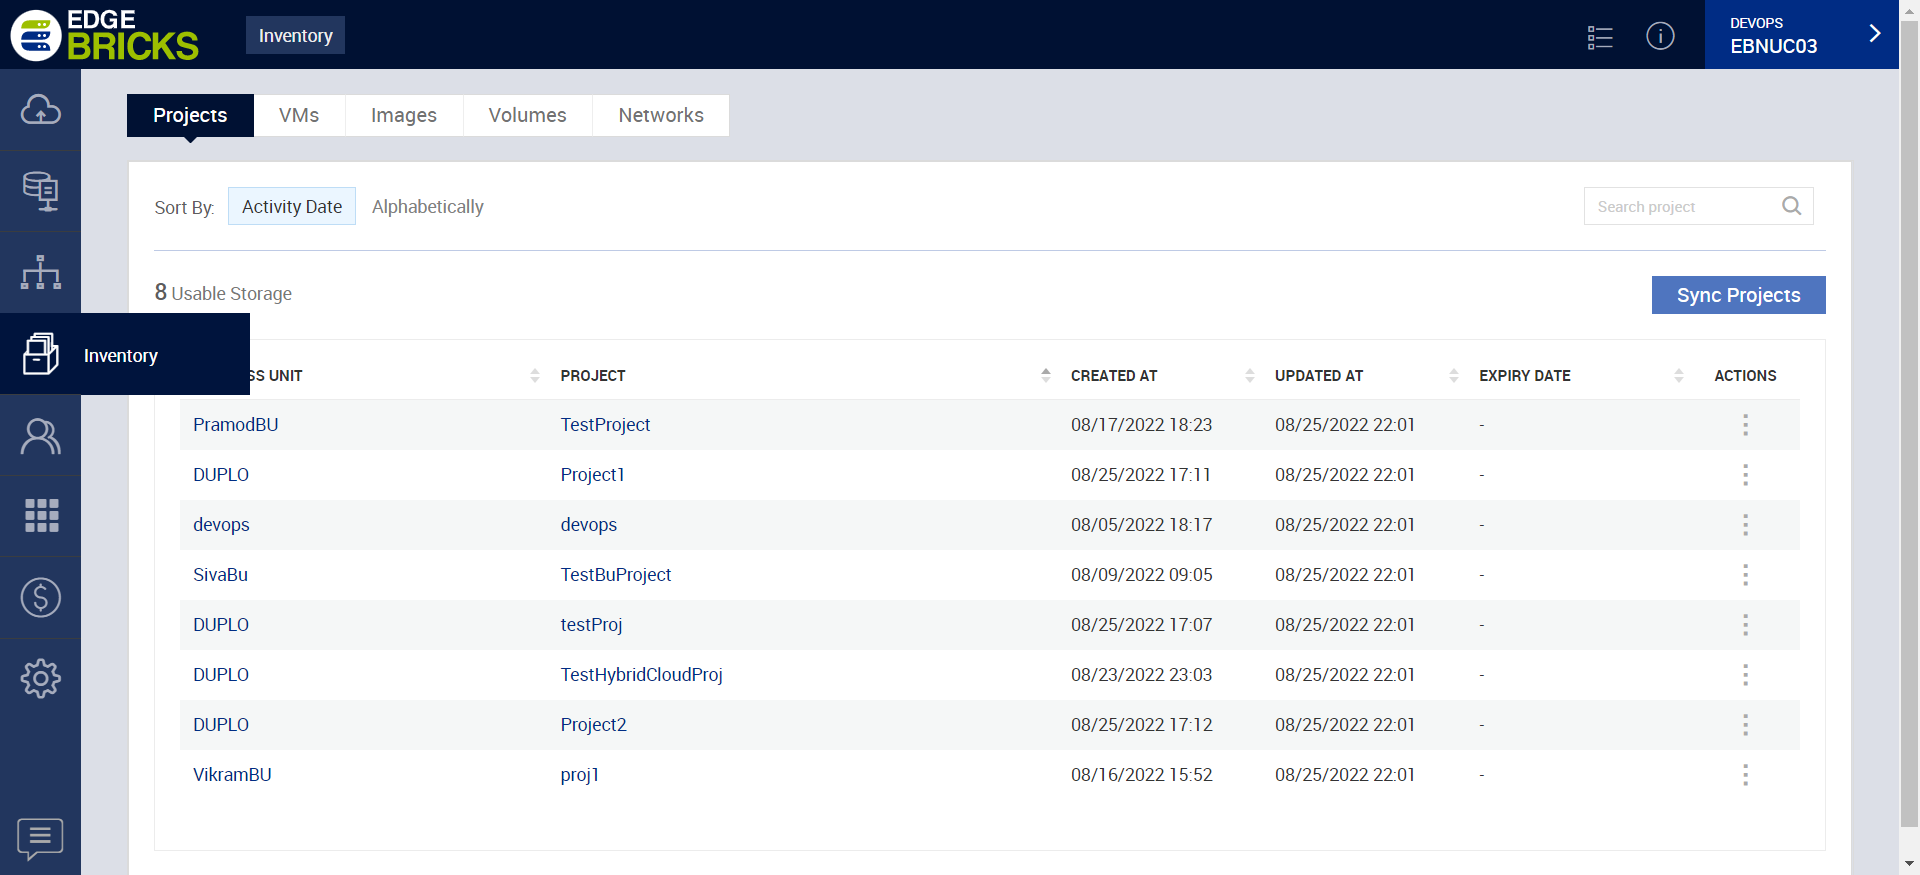 EDGE
BRICKS
Inventory
DEVOPS
EBNUC03
Projects VMs Images Volumes Networks
Sort By: Activity Date Alphabetically
Search project
8 Usable Storage
Sync Projects
Inventory
SS UNIT PROJECT CREATED AT UPDATED AT EXPIRY DATE ACTIONS
PramodBU TestProject 08/17/2022 18:23 08/25/2022 22:01 -
DUPLO Project1 08/25/2022 17:11 08/25/2022 22:01 -
devops devops 08/05/2022 18:17 08/25/2022 22:01 -
SivaBu TestBuProject 08/09/2022 09:05 08/25/2022 22:01 -
DUPLO testProj 08/25/2022 17:07 08/25/2022 22:01 -
DUPLO TestHybridCloudProj 08/23/2022 23:03 08/25/2022 22:01 -
DUPLO Project2 08/25/2022 17:12 08/25/2022 22:01 -
VikramBU proj1 08/16/2022 15:52 08/25/2022 22:01 -